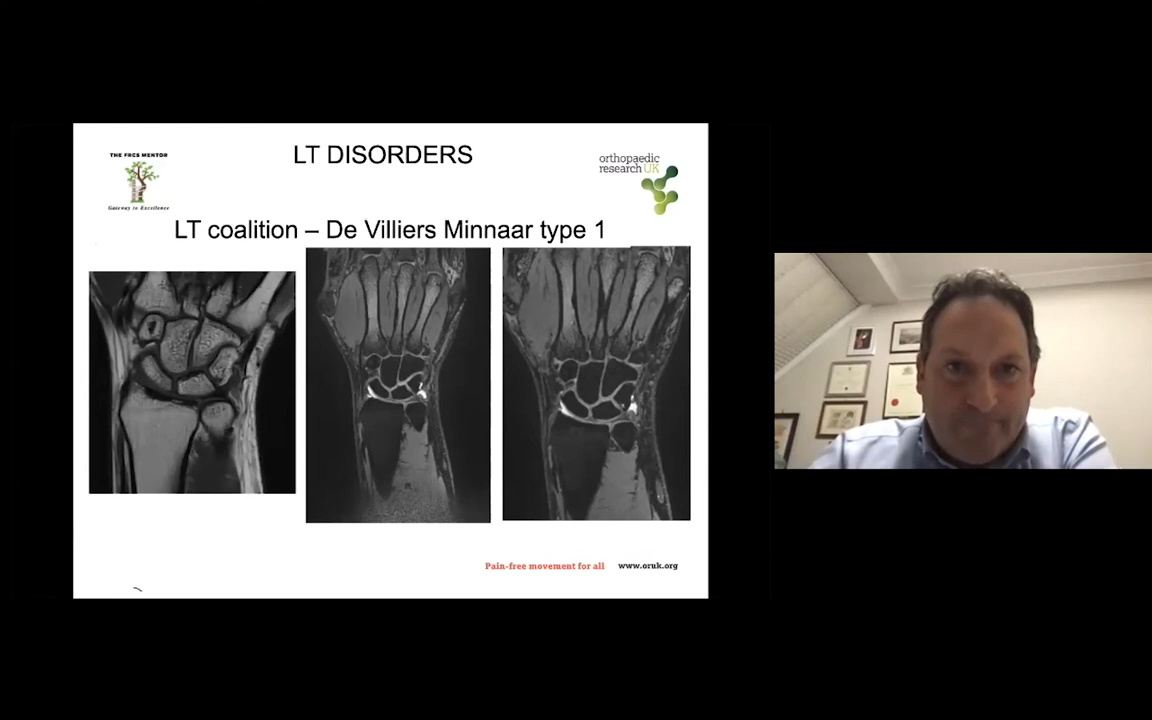 THE FRCS MENTOR
Gateway to Excellence
LT DISORDERS
orthopaedic
research UK
LT coalition – De Villiers Minnaar type 1
Pain-free movement for all www.oruk.org